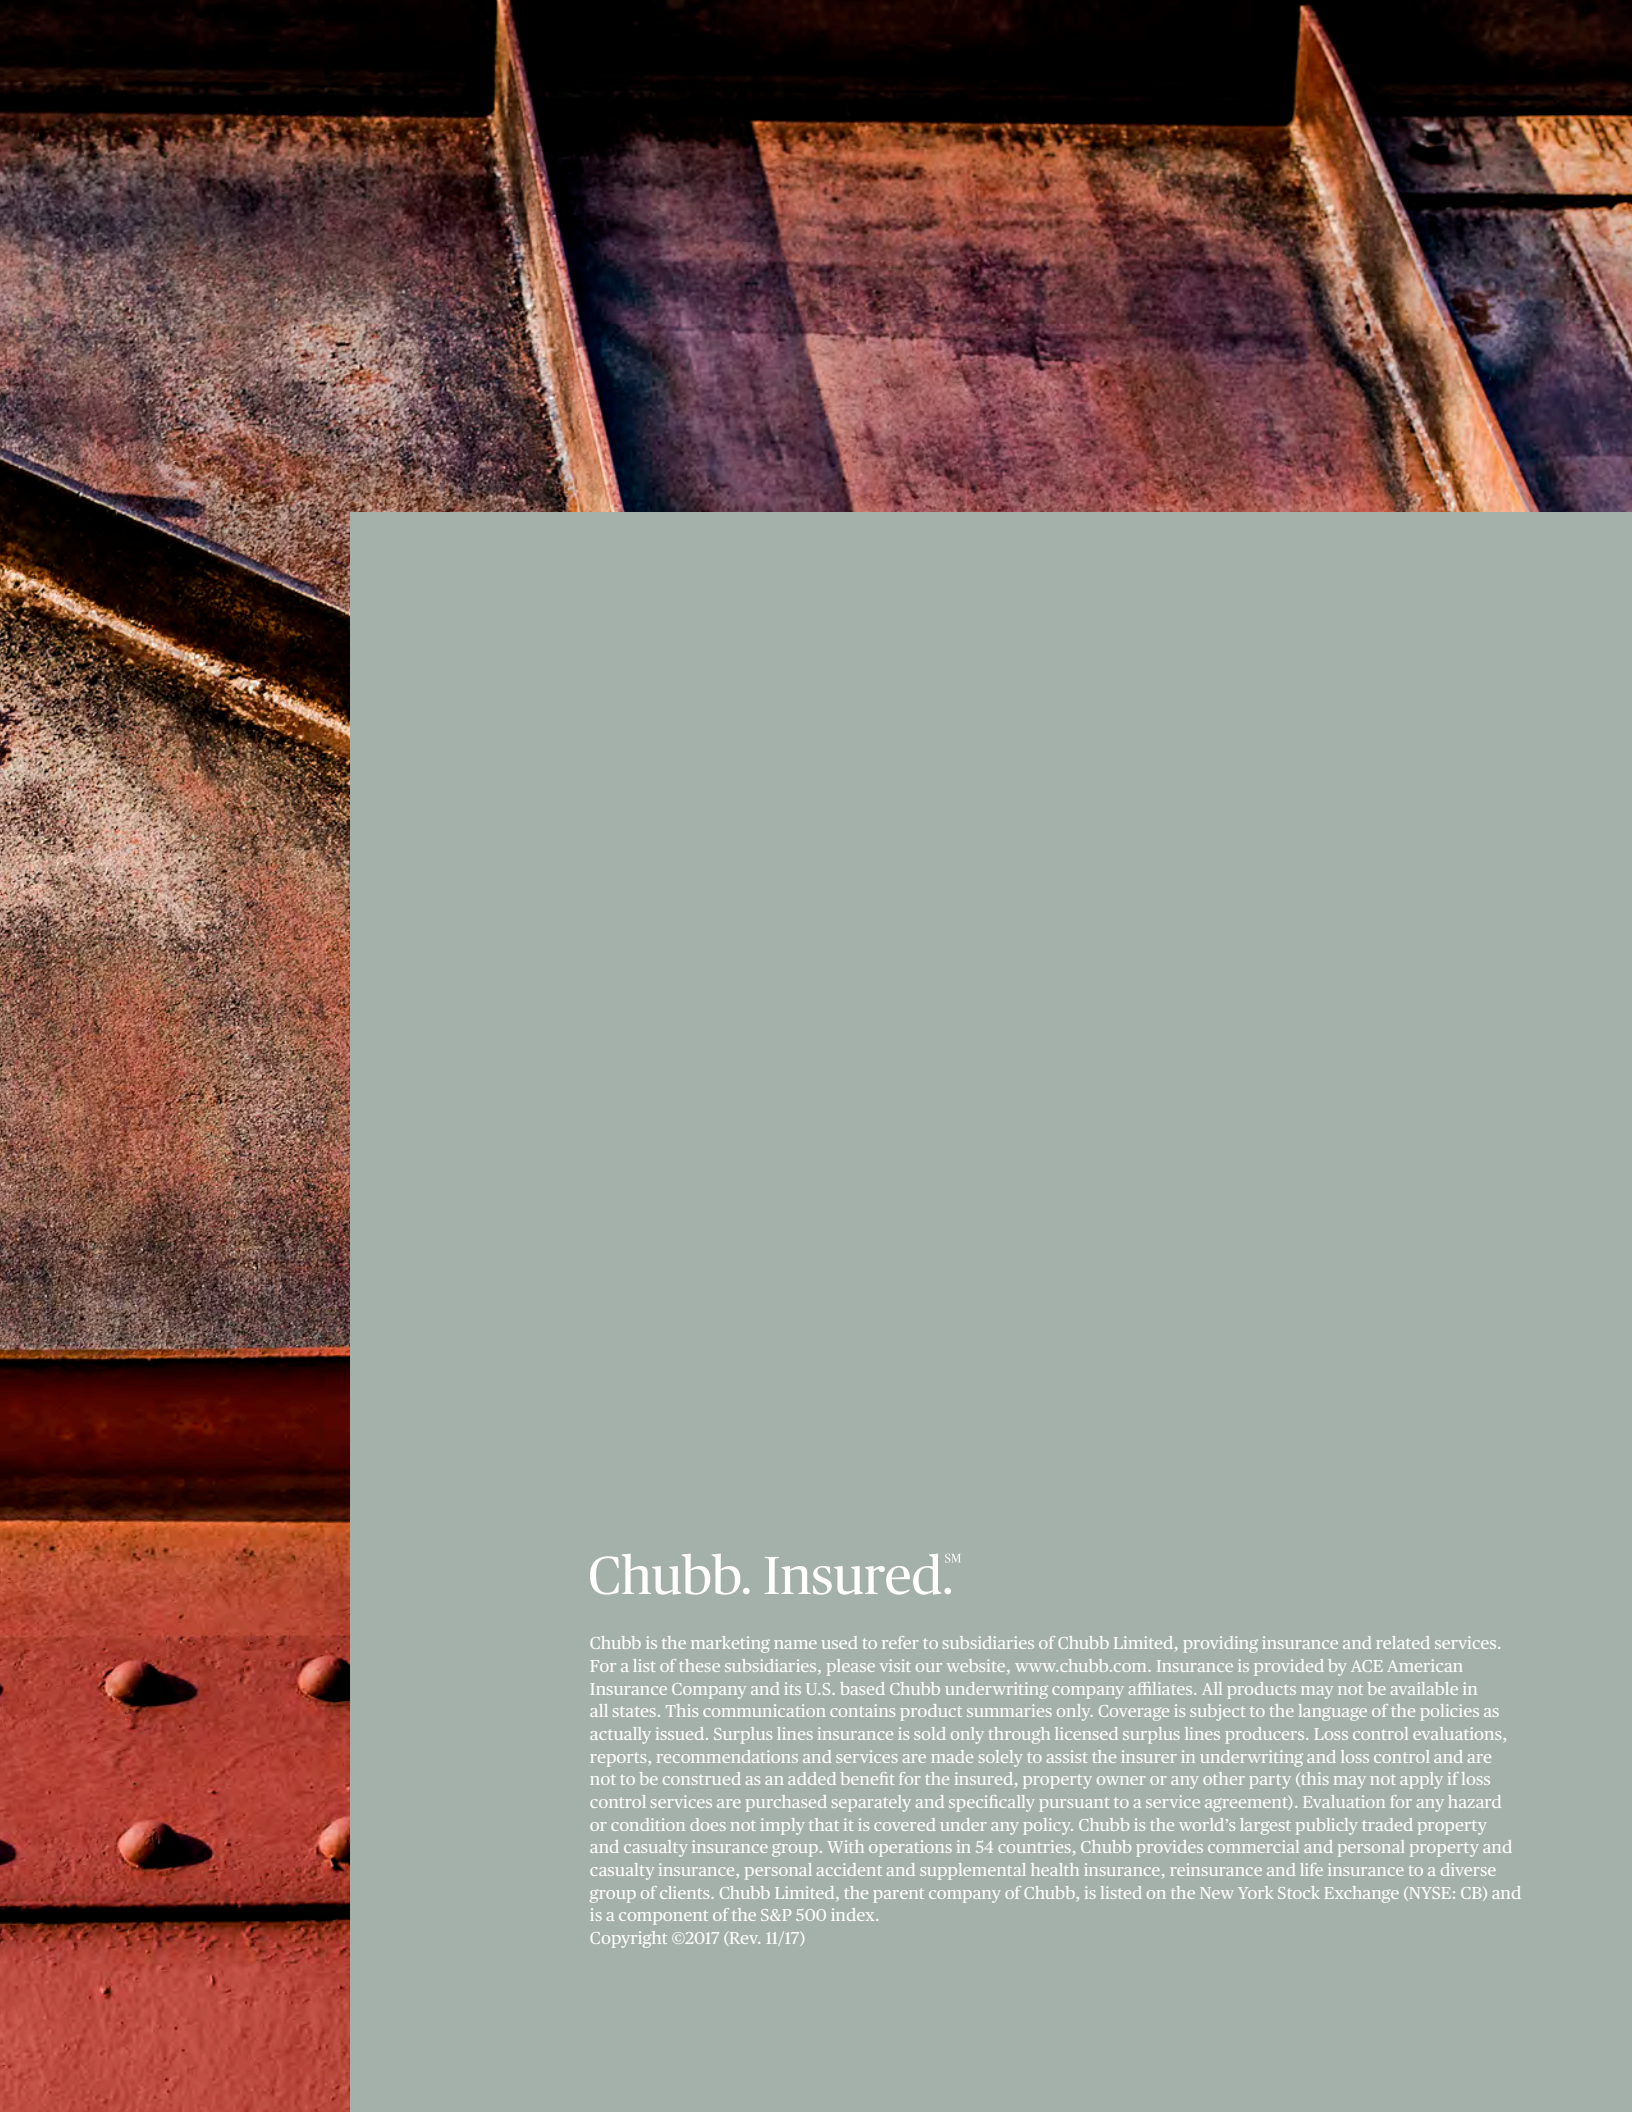 Chubb. Insured.℠
Chubb is the marketing name used to refer to subsidiaries of Chubb Limited, providing insurance and related services.
For a list of these subsidiaries, please visit our website, www.chubb.com. Insurance is provided by ACE American
Insurance Company and its U.S. based Chubb underwriting company affiliates. All products may not be available in
all states. This communication contains product summaries only. Coverage is subject to the language of the policies as
actually issued. Surplus lines insurance is sold only through licensed surplus lines producers. Loss control evaluations,
reports, recommendations and services are made solely to assist the insurer in underwriting and loss control and are
not to be construed as an added benefit for the insured, property owner or any other party (this may not apply if loss
control services are purchased separately and specifically pursuant to a service agreement). Evaluation for any hazard
or condition does not imply that it is covered under any policy. Chubb is the world’s largest publicly traded property
and casualty insurance group. With operations in 54 countries, Chubb provides commercial and personal property and
casualty insurance, personal accident and supplemental health insurance, reinsurance and life insurance to a diverse
group of clients. Chubb Limited, the parent company of Chubb, is listed on the New York Stock Exchange (NYSE: CB) and
is a component of the S&P 500 index.
Copyright ©2017 (Rev. 11/17)